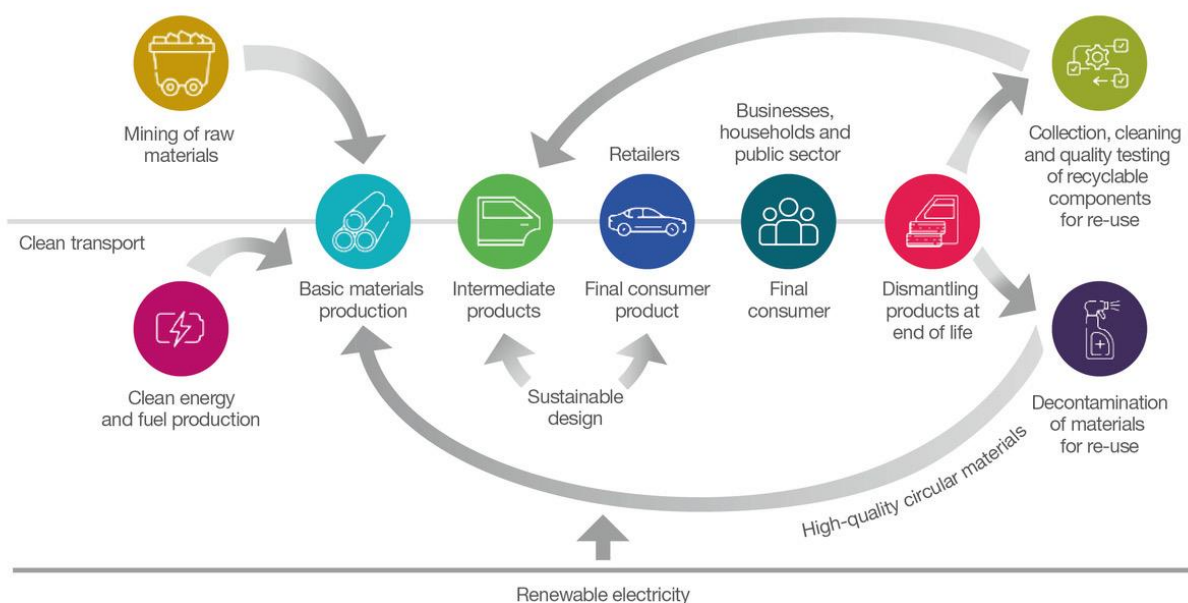 Mining of raw
materials
Businesses,
households and
public sector
Retailers
Collection, cleaning
and quality testing
of recyclable
components
for re-use
Clean transport
Basic materials
production
Intermediate
products
Final consumer
product
Final
consumer
Dismantling
products at
end of life
Clean energy
and fuel production
Sustainable
design
Decontamination
of materials
for re-use
High-quality circular materials
Renewable electricity